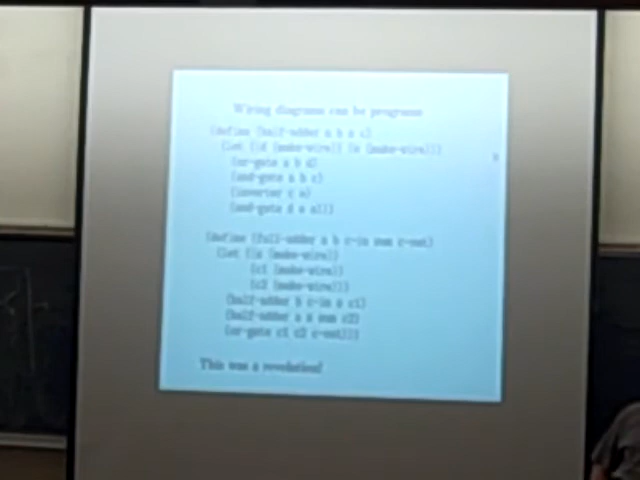 Wiring diagrams can be programs
(define (half-adder a b s c)
(let ((d (make-wire)) (e (make-wire)))
(or-gate a b d)
(and-gate a b c)
(inverter c e)
(and-gate d e s)))
(define (full-adder a b c-in sum c-out)
(let ((s (make-wire))
(c1 (make-wire))
(c2 (make-wire)))
(half-adder b c-in s c1)
(half-adder a s sum c2)
(or-gate c1 c2 c-out)))
This was a revolution!